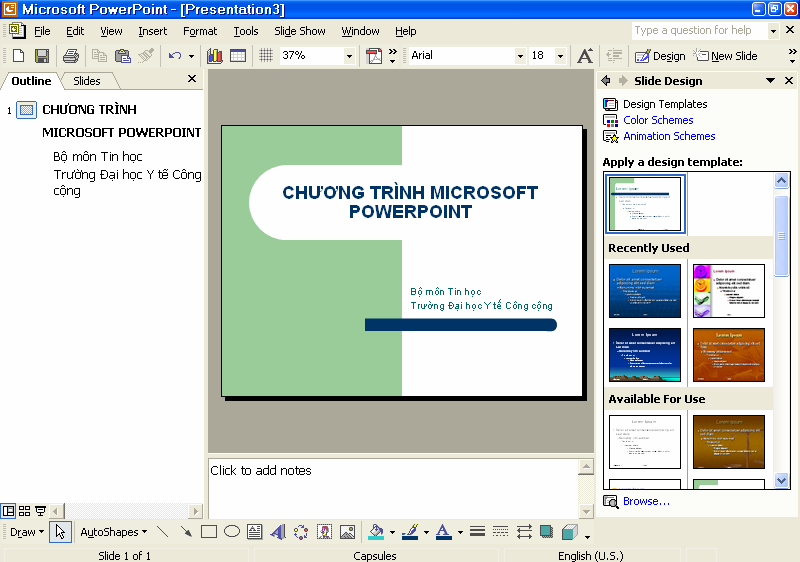 Microsoft PowerPoint - [Presentation3]
File Edit View Insert Format Tools Slide Show Window Help
Type a question for help
37%
Arial
18
Design
New Slide
Outline
Slides
Slide Design
1
CHƯƠNG TRÌNH
MICROSOFT POWERPOINT
Bộ môn Tin học
Trường Đại học Y tế Công
cộng
CHƯƠNG TRÌNH MICROSOFT
POWERPOINT
Bộ môn Tin học
Trường Đại học Y tế Công cộng
Click to add notes
Design Templates
Color Schemes
Animation Schemes
Apply a design template:
Recently Used
Available For Use
Browse...
Draw
AutoShapes
Slide 1 of 1
Capsules
English (U.S.)